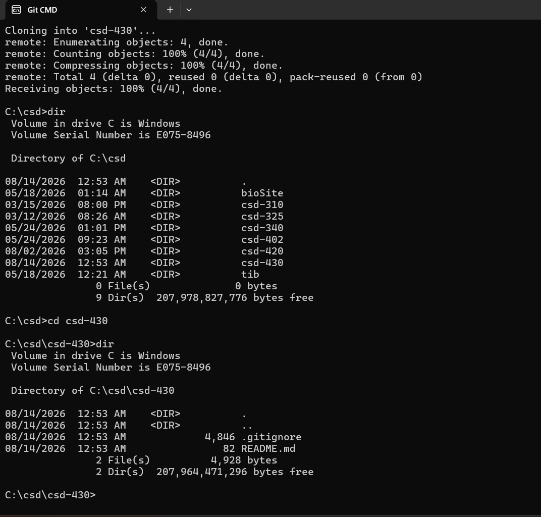 Git CMD
Cloning into 'csd-430'...
remote: Enumerating objects: 4, done.
remote: Counting objects: 100% (4/4), done.
remote: Compressing objects: 100% (4/4), done.
remote: Total 4 (delta 0), reused 0 (delta 0), pack-reused 0 (from 0)
Receiving objects: 100% (4/4), done.
C:\csd>dir
 Volume in drive C is Windows
 Volume Serial Number is E075-8496
 Directory of C:\csd
08/14/2026  12:53 AM    <DIR>          .
05/18/2026  01:14 AM    <DIR>          bioSite
03/15/2026  08:00 PM    <DIR>          csd-310
03/12/2026  08:26 AM    <DIR>          csd-325
05/24/2026  01:01 PM    <DIR>          csd-340
05/24/2026  09:23 AM    <DIR>          csd-402
08/02/2026  03:05 PM    <DIR>          csd-420
08/14/2026  12:53 AM    <DIR>          csd-430
05/18/2026  12:21 AM    <DIR>          tib
               0 File(s)              0 bytes
               9 Dir(s)  207,978,827,776 bytes free
C:\csd>cd csd-430
C:\csd\csd-430>dir
 Volume in drive C is Windows
 Volume Serial Number is E075-8496
 Directory of C:\csd\csd-430
08/14/2026  12:53 AM    <DIR>          .
08/14/2026  12:53 AM    <DIR>          ..
08/14/2026  12:53 AM             4,846 .gitignore
08/14/2026  12:53 AM                82 README.md
               2 File(s)          4,928 bytes
               2 Dir(s)  207,964,471,296 bytes free
C:\csd\csd-430>